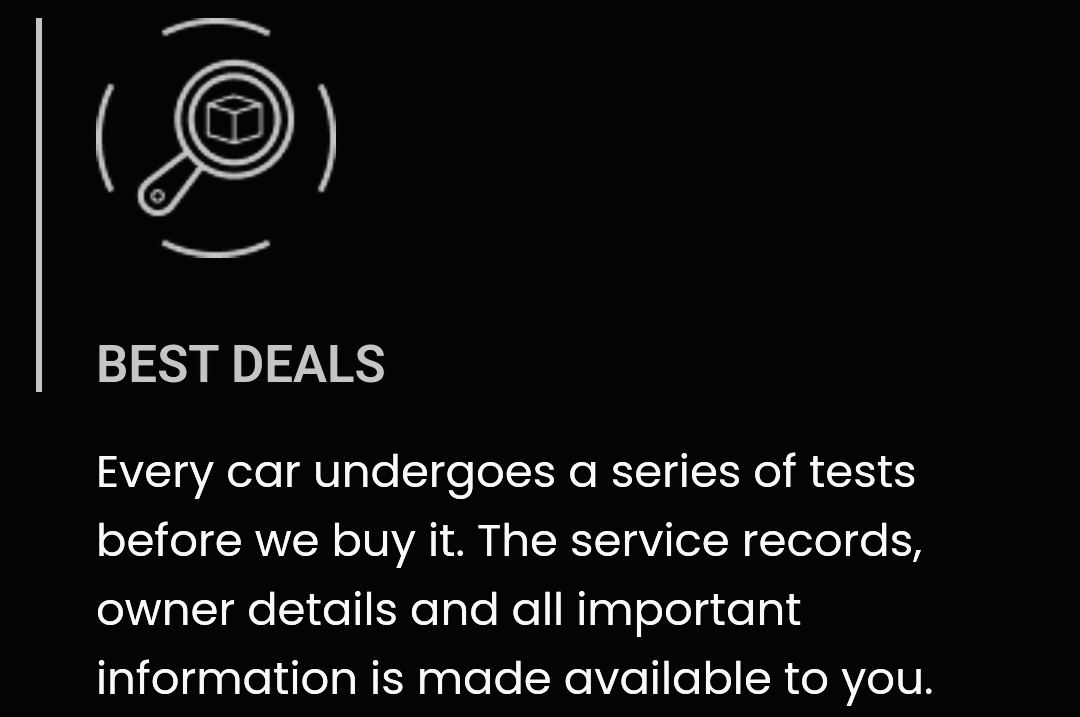 BEST DEALS
Every car undergoes a series of tests
before we buy it. The service records,
owner details and all important
information is made available to you.